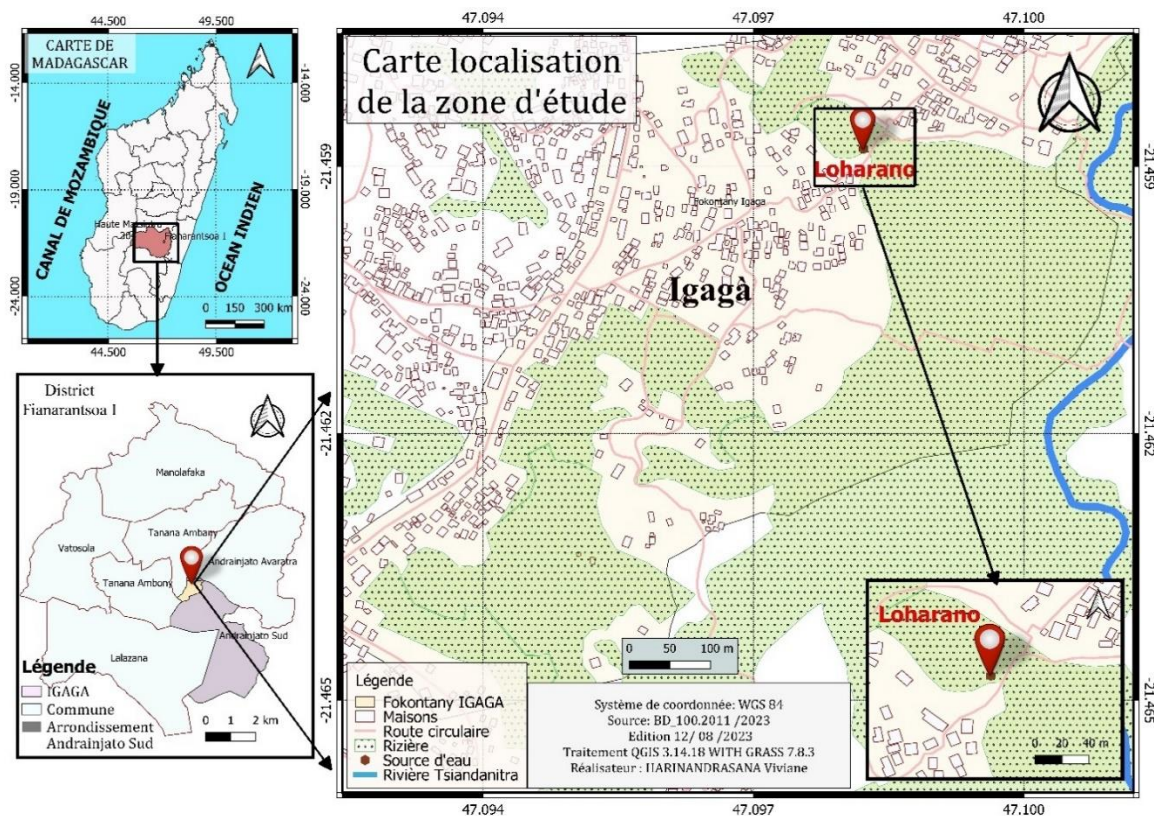 44.500 49.500
CARTE DE
MADAGASCAR
-14.000
-14.000
-19.000
-19.000
-24.000
-24.000
CANAL DE MOZAMBIQUE
OCEAN INDIEN
Fianarantsoa I
0 150 300 km
44.500 49.500
District
Fianarantsoa I
Manolafaka
Tanana Ambany
Vatosola
Andrainjato Avaratra
Tanana Ambony
Andrainjato Sud
Lalazana
Légende
IGAGA
Commune
Arrondissement
Andrainjato Sud
0 1 2 km
47.094 47.097 47.100
Carte localisation
de la zone d'étude
-21.459
-21.459
Loharano
Fokontany Igaga
Igagà
-21.462
-21.462
0 50 100 m
Légende
Fokontany IGAGA
Maisons
Route circulaire
Rizière
Source d'eau
Rivière Tsiandanitra
Système de coordonnée: WGS 84
Source: BD_100.2011 /2023
Edition 12/ 08 /2023
Traitement QGIS 3.14.18 WITH GRASS 7.8.3
Réalisateur : HARINANDRASANA Viviane
Loharano
0 20 40 m
-21.465
-21.465
47.094 47.097 47.100